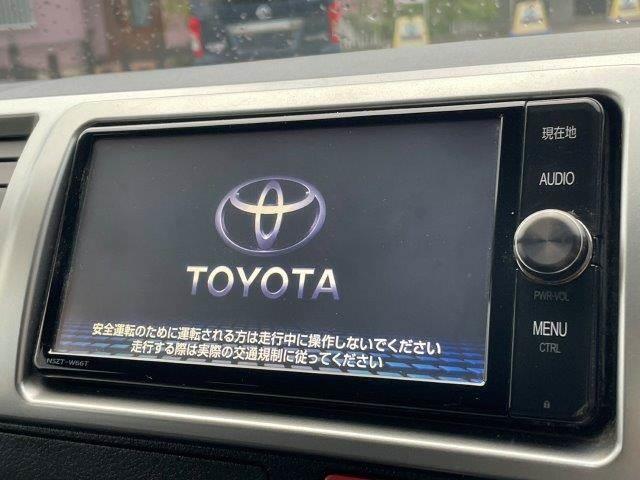 現在地
AUDIO
TOYOTA
PWR-VOL
安全運転のために運転される方は走行中に操作しないでください
走行する際は実際の交通規制に従ってください
MENU
CTRL
NSZT-W66T